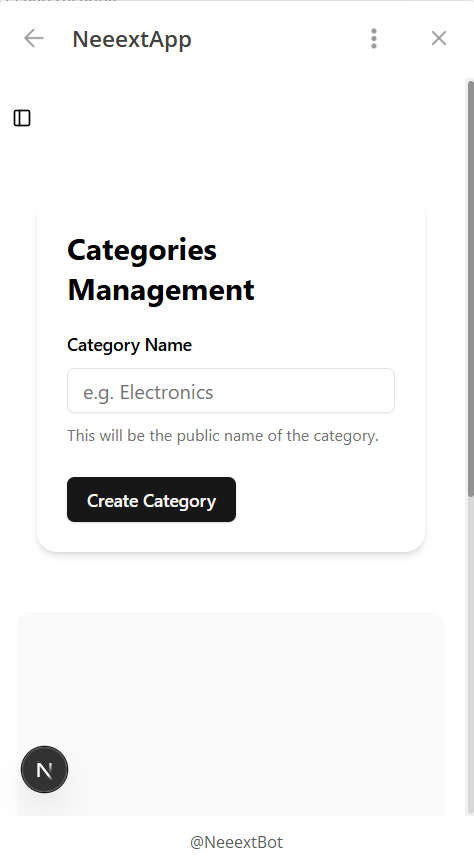 NeeextApp
Categories
Management
Category Name
e.g. Electronics
This will be the public name of the category.
Create Category
N
@NeeextBot